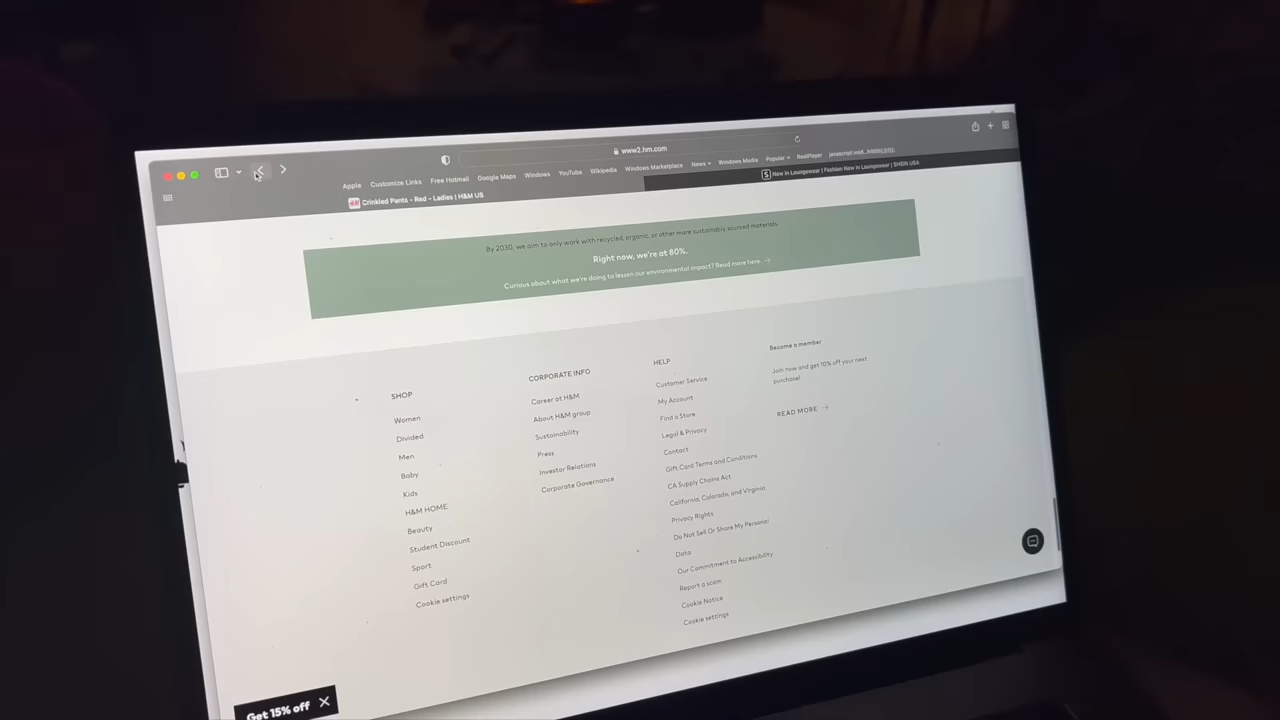 www2.hm.com
Apple
Customize Links
Free Hotmail
Google Maps
Windows
YouTube
Wikipedia
Windows Marketplace
News
Windows Media
Popular
RealPlayer
Crinkled Pants - Red - Ladies | H&M US
S New in Loungewear | Fashion New in Loungewear | SHEIN USA
By 2030, we aim to only work with recycled, organic, or other more sustainably sourced materials.
Right now, we're at 80%.
Curious about what we're doing to lessen our environmental impact? Read more here. →
SHOP
Women
Divided
Men
Baby
Kids
H&M HOME
Beauty
Student Discount
Sport
Gift Card
Cookie settings
CORPORATE INFO
Career at H&M
About H&M group
Sustainability
Press
Investor Relations
Corporate Governance
HELP
Customer Service
My Account
Find a Store
Legal & Privacy
Contact
Gift Card Terms and Conditions
CA Supply Chains Act
California, Colorado, and Virginia
Privacy Rights
Do Not Sell Or Share My Personal
Data
Our Commitment to Accessibility
Report a scam
Cookie Notice
Cookie settings
Become a member
Join now and get 10% off your next
purchase!
READ MORE →
Get 15% off